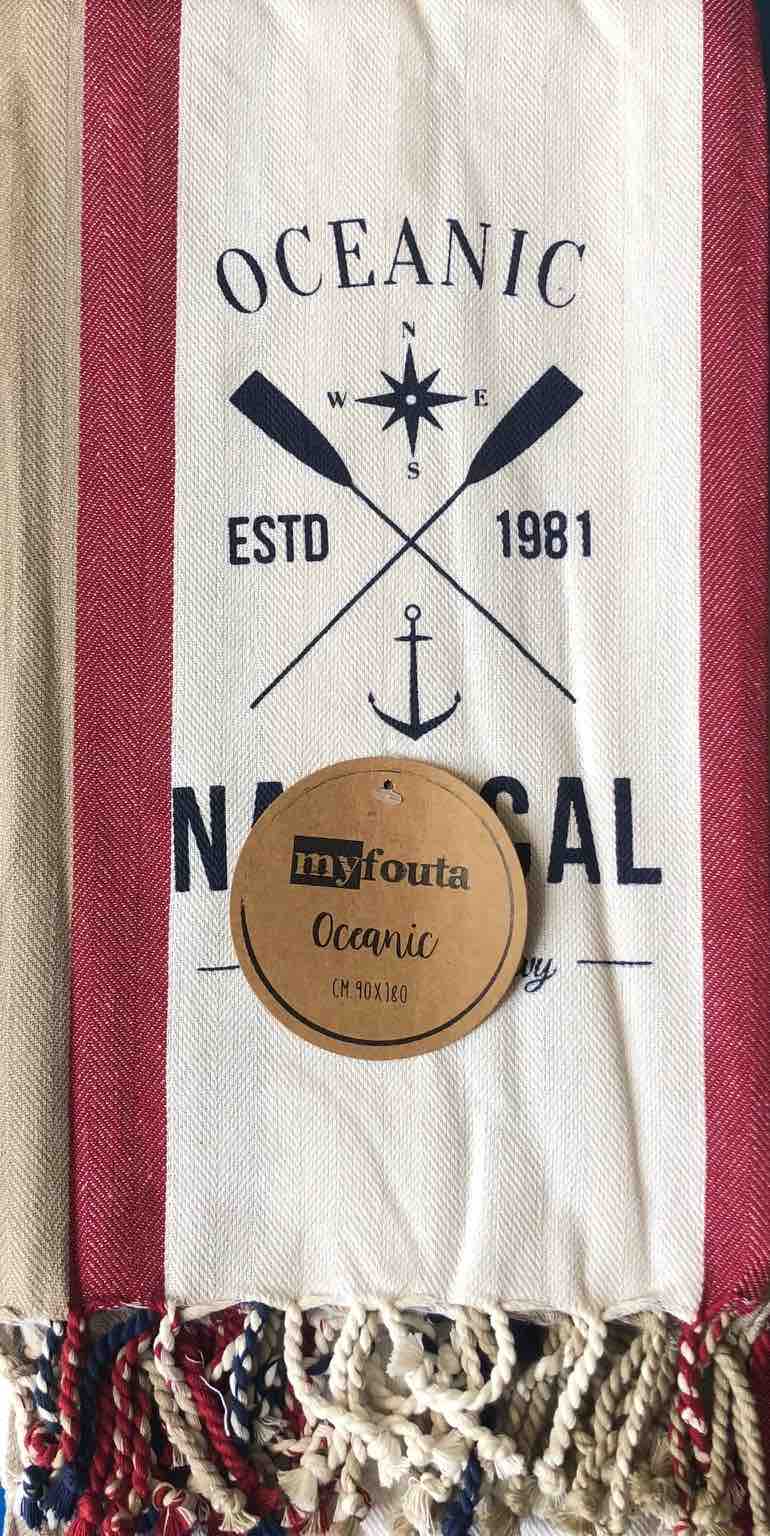 OCEANIC
N
W E
S
ESTD 1981
myfouta
Oceanic
CM. 90X180